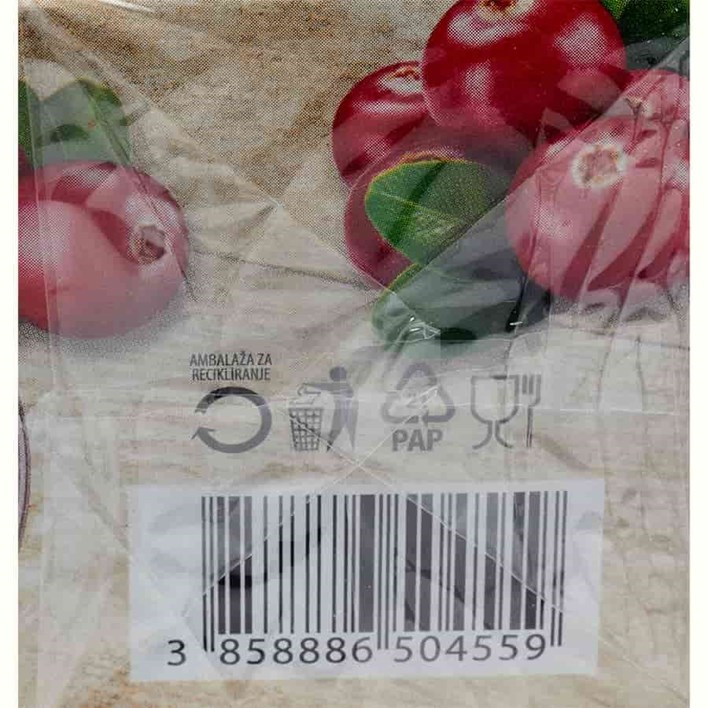 AMBALAŽA ZA
RECIKLIRANJE
PAP
3 858886 504559